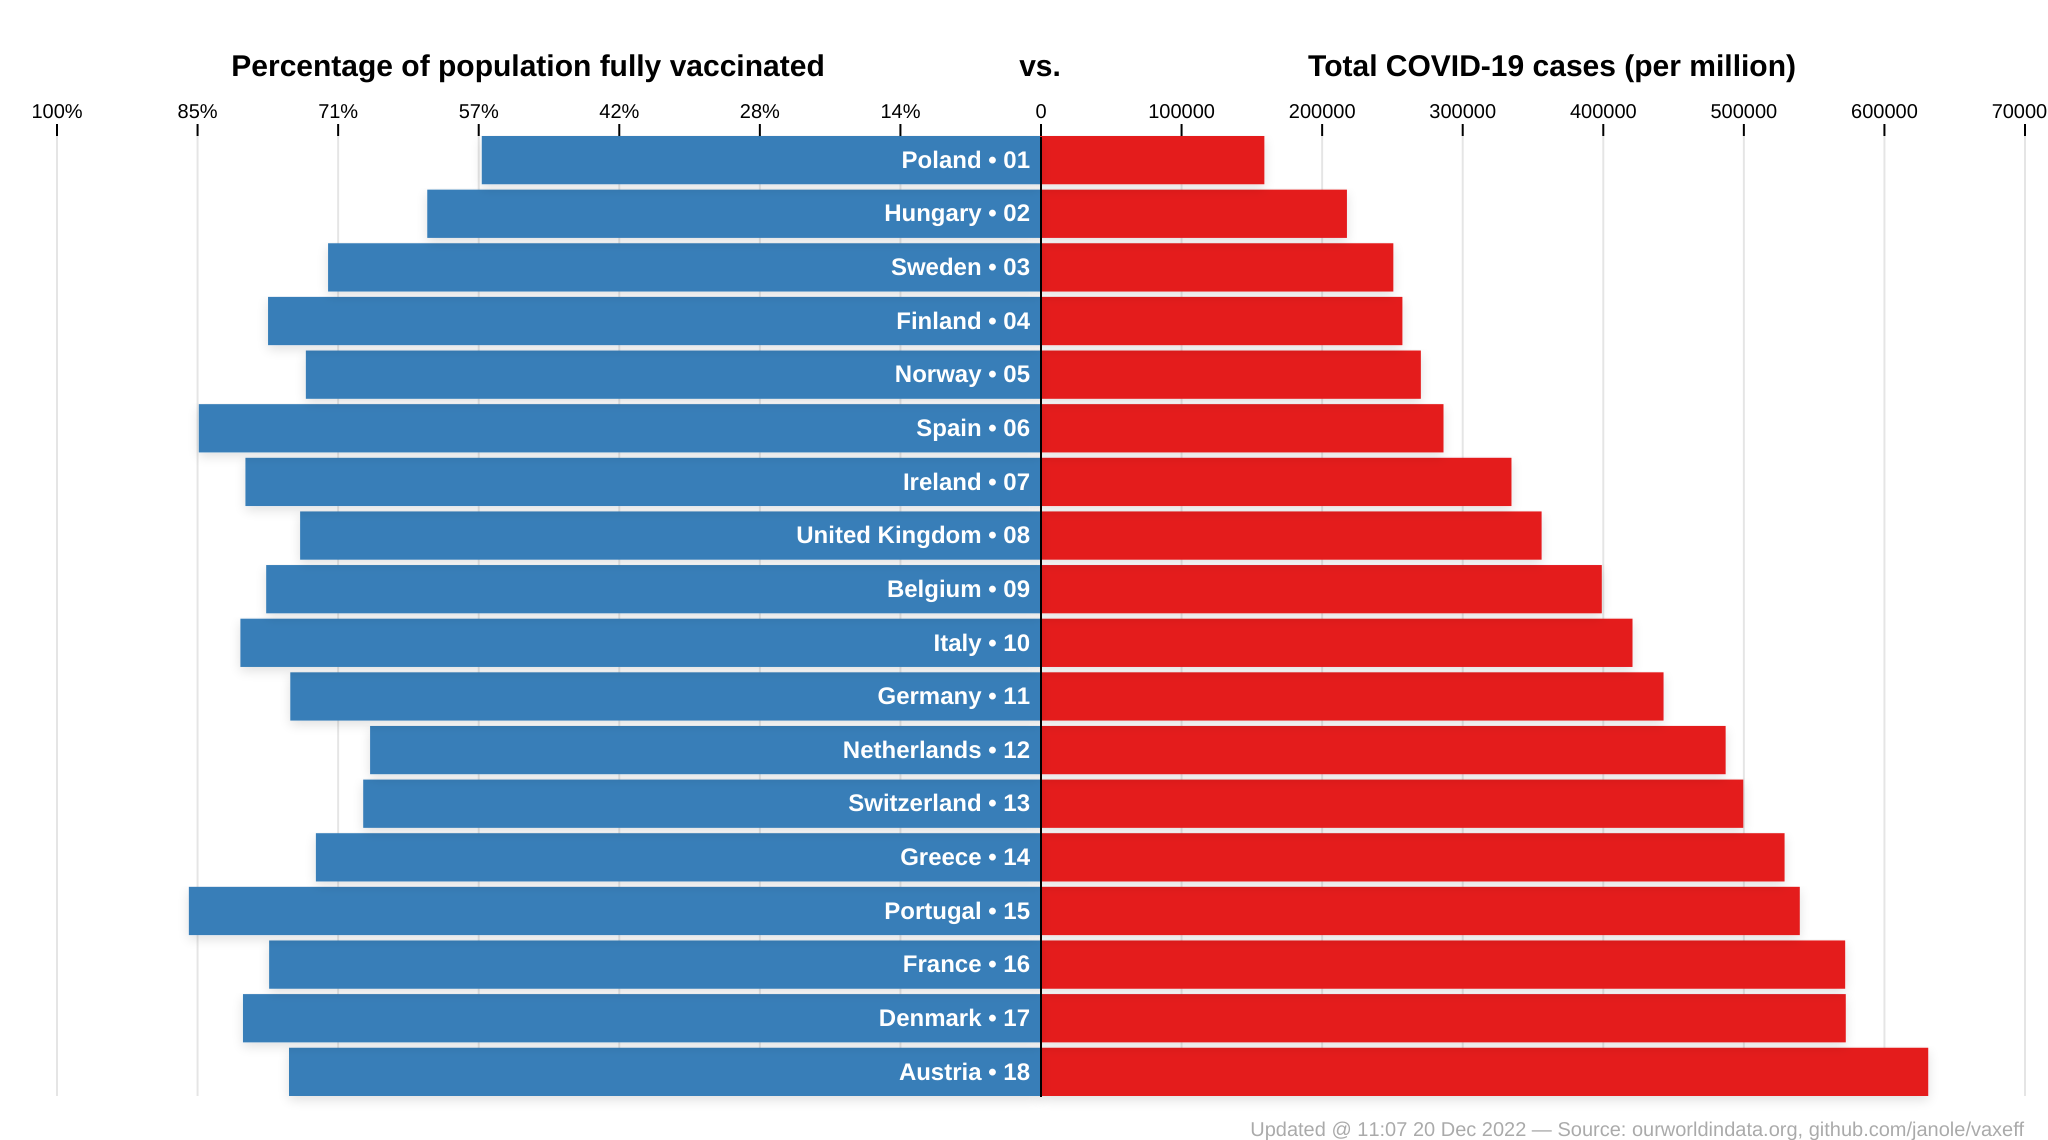 Percentage of population fully vaccinated vs. Total COVID-19 cases (per million)
100% 85% 71% 57% 42% 28% 14% 0 100000 200000 300000 400000 500000 600000 70000
Poland • 01
Hungary • 02
Sweden • 03
Finland • 04
Norway • 05
Spain • 06
Ireland • 07
United Kingdom • 08
Belgium • 09
Italy • 10
Germany • 11
Netherlands • 12
Switzerland • 13
Greece • 14
Portugal • 15
France • 16
Denmark • 17
Austria • 18
Updated @ 11:07 20 Dec 2022 — Source: ourworldindata.org, github.com/janole/vaxeff